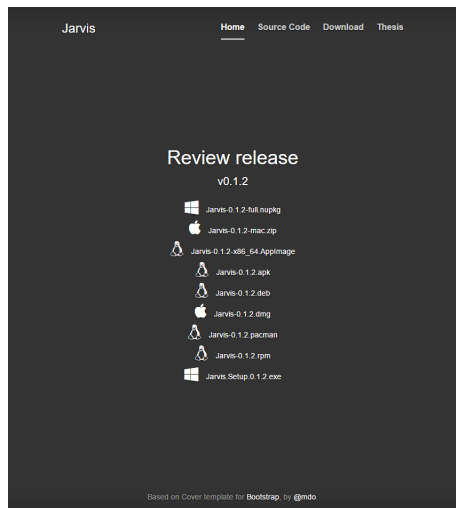 Jarvis
Home Source Code Download Thesis
Review release
v0.1.2
Jarvis-0.1.2-full.nupkg
Jarvis-0.1.2-mac.zip
Jarvis-0.1.2-x86_64.AppImage
Jarvis-0.1.2.apk
Jarvis-0.1.2.deb
Jarvis-0.1.2.dmg
Jarvis-0.1.2.pacman
Jarvis-0.1.2.rpm
Jarvis.Setup.0.1.2.exe
Based on Cover template for Bootstrap, by @mdo.